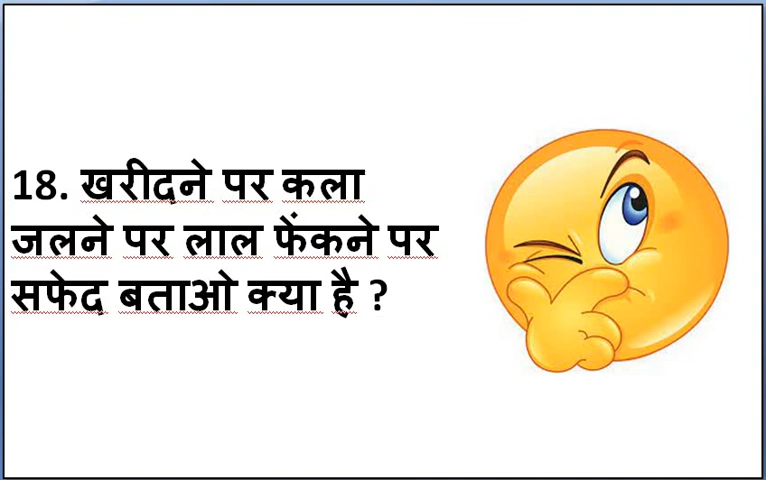 18. खरीदने पर कला
जलने पर लाल फेंकने पर
सफेद बताओ क्या है ?